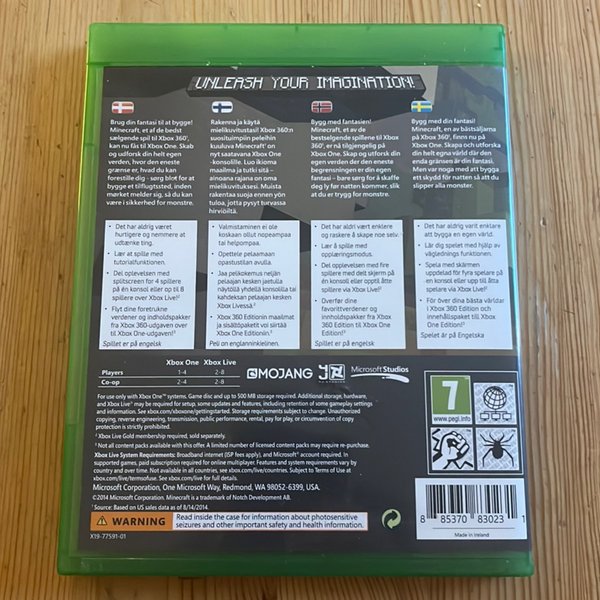 UNLEASH YOUR IMAGINATION!
Brug din fantasi til at bygge!
Minecraft, et af de bedst
sælgende spil til Xbox 360¹,
kan nu fås til Xbox One. Skab
og udforsk din helt egen
verden, hvor den eneste
grænse er, hvad du kan
forestille dig – sørg blot for at
bygge et tilflugtssted, inden
mørket melder sig, så du kan
være i sikkerhed for monstre.
Rakenna ja käytä
mielikuvitustasi! Xbox 360:n
suosituimpiin peleihin
kuuluva Minecraft¹ on
nyt saatavana Xbox One
-konsolille. Luo ikioma
maailma ja tutki sitä –
ainoana rajana on oma
mielikuvituksesi. Muista
rakentaa suoja ennen yön
tuloa, jotta pysyt turvassa
hirviöiltä.
Bygg med fantasien!
Minecraft, et av de
bestselgende spillene til Xbox
360¹, er nå tilgjengelig på
Xbox One. Skap og utforsk din
egen verden der den eneste
begrensningen er din egen
fantasi – bare sørg for å skaffe
deg ly før natten kommer, slik
at du er trygg for monstre.
Bygg med din fantasi!
Minecraft, ett av bästsäljarna
på Xbox 360¹, finns nu på
Xbox One. Skapa och utforska
din helt egna värld där den
enda gränsen är din fantasi.
Men var noga med att bygga
ett skydd för natten så att du
slipper alla monster.
• Det har aldrig været
hurtigere og nemmere at
udtænke ting.
• Lær at spille med
tutorialfunktionen.
• Del oplevelsen med
splitscreen for 4 spillere
på én konsol eller op til 8
spillere over Xbox Live!²
• Flyt dine foretrukne
verdener og indholdspakker
fra Xbox 360-udgaven over
til Xbox One-udgaven!³
Spillet er på engelsk
• Valmistaminen ei ole
koskaan ollut nopeampaa
tai helpompaa.
• Opettele pelaamaan
opastustilan avulla.
• Jaa pelikokemus neljän
pelaajan kesken jaetulla
näytöllä yhdellä konsolilla tai
kahdeksan pelaajan kesken
Xbox Livessä.²
• Xbox 360 Editionin maailmat
ja sisältöpaketit voi siirtää
Xbox One Editioniin.³
Peli on englanninkielinen.
• Det har aldri vært enklere
og raskere å skape noe selv.
• Lær å spille med
opplæringsmodus.
• Del opplevelsen med fire
spillere med delt skjerm på
én konsoll eller opptil åtte
spillere via Xbox Live!²
• Overfør dine
favorittverdener og
innholdspakker fra Xbox
360 Edition til Xbox One
Edition!³
Spillet er på engelsk
• Det har aldrig varit enklare
att bygga en egen värld.
• Lär dig spelet med hjälp av
väglednings funktionen.
• Spela med skärmen
uppdelad för fyra spelare på
en konsol eller upp till åtta
spelare via Xbox Live!²
• För över dina bästa världar
i Xbox 360 Edition och
innehållspaket till Xbox
One Edition!³
Spelet är på Engelska
Xbox One Xbox Live
Players 1-4 2-8
Co-op 2-4 2-8
MOJANG
Microsoft Studios
For use only with Xbox One™ systems. Game disc and up to 500 MB storage required. Additional storage, hardware,
and Xbox Live² may be required for setup, some updates and features, including retention of some gameplay settings
and saves. See xbox.com/xboxone/gettingstarted. Storage requirements subject to change. Unauthorized
copying, reverse engineering, transmission, public performance, rental, pay for play, or circumvention of copy
protection is strictly prohibited.
² Xbox Live Gold membership required, sold separately.
³ Not all content packs available with this offer. A limited number of licensed content packs may require re-purchase.
Xbox Live System Requirements: Broadband internet (ISP fees apply), and Microsoft® account required. In
supported games, paid subscription required for online multiplayer. Features and system requirements vary by
country and over time. Not available in all countries, see xbox.com/live/countries. Subject to Terms of Use at
xbox.com/live/termsofuse. See xbox.com/live for full details.
Microsoft Corporation, One Microsoft Way, Redmond, WA 98052-6399, USA.
©2014 Microsoft Corporation. Minecraft is a trademark of Notch Development AB.
¹ Source: Based on US sales data as of 8/14/2014.
WARNING
Read inside the case for information about photosensitive
seizures and other important safety and health information.
X19-77591-01
7
www.pegi.info
8 85370 83023 1
Made in Ireland